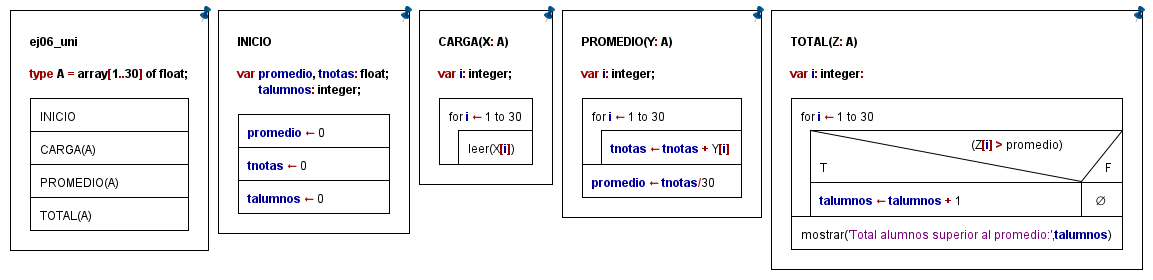 ej06_uni
type A = array[1..30] of float;
INICIO
CARGA(A)
PROMEDIO(A)
TOTAL(A)
INICIO
var promedio, tnotas: float;
talumnos: integer;
promedio ← 0
tnotas ← 0
talumnos ← 0
CARGA(X: A)
var i: integer;
for i ← 1 to 30
leer(X[i])
PROMEDIO(Y: A)
var i: integer;
for i ← 1 to 30
tnotas ← tnotas + Y[i]
promedio ← tnotas/30
TOTAL(Z: A)
var i: integer:
for i ← 1 to 30
(Z[i] > promedio)
T F
talumnos ← talumnos + 1 ∅
mostrar('Total alumnos superior al promedio:',talumnos)